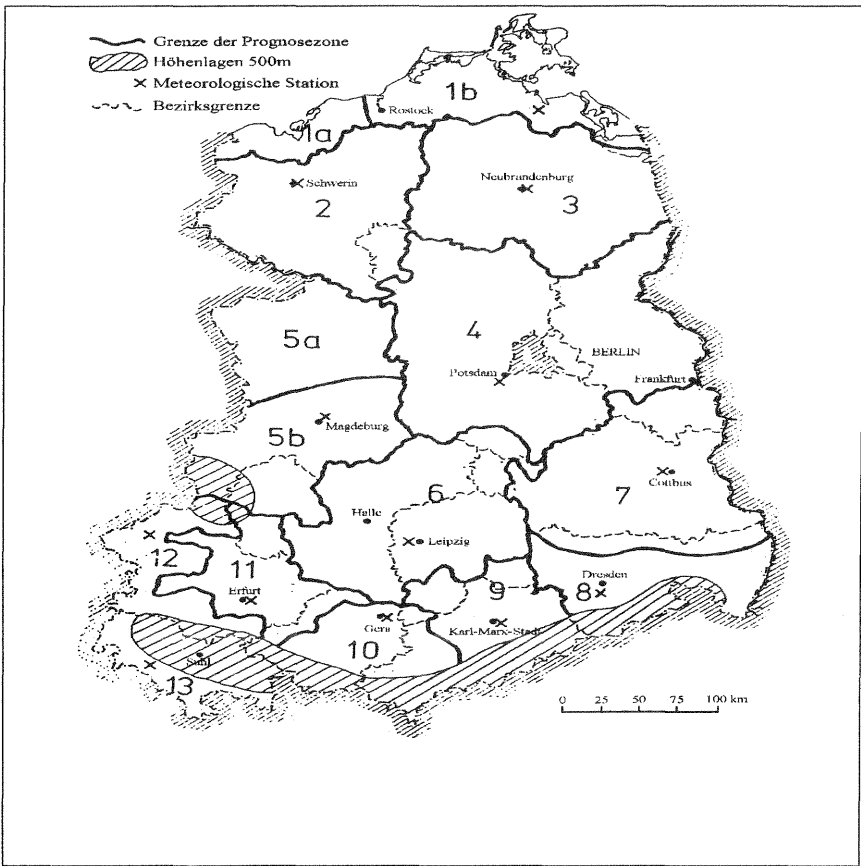 Grenze der Prognosezone
Höhenlagen 500m
Meteorologische Station
Bezirksgrenze
1b
Rostock
1a
Schwerin
2
Neubrandenburg
3
5a
4
BERLIN
Potsdam
Frankfurt
Magdeburg
5b
6
Cottbus
7
Halle
Leipzig
12
11
Erfurt
9
Dresden
8
Gera
Karl-Marx-Stadt
10
Suhl
13
0 25 50 75 100 km